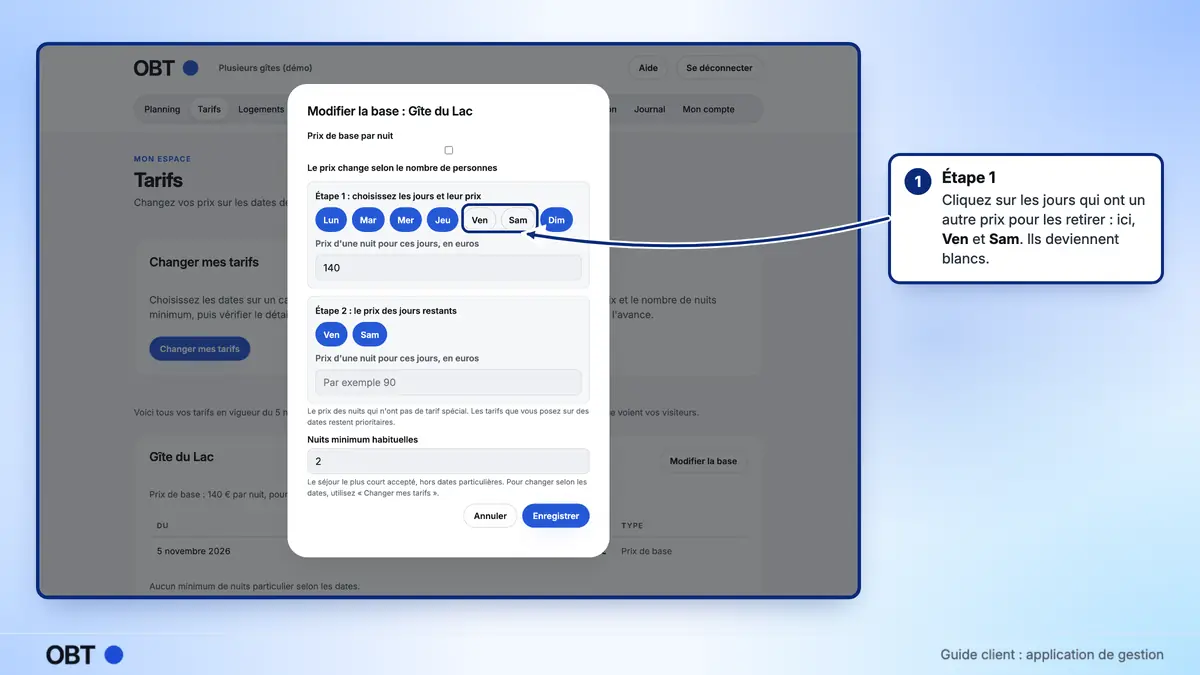 OBT
Plusieurs gîtes (démo)
Aide
Se déconnecter
Planning
Tarifs
Logements
Journal
Mon compte
MON ESPACE
Tarifs
Changez vos prix sur les dates
Changer mes tarifs
Choisissez les dates sur un
et le nombre de nuits
minimum, puis vérifier le
l'avance.
Changer mes tarifs
Voici tous vos tarifs en vigueur du 5
voient vos visiteurs.
Gîte du Lac
Modifier la base
Prix de base : 140 € par nuit,
DU
TYPE
5 novembre 2026
Prix de base
Aucun minimum de nuits particulier selon les dates.
Modifier la base : Gîte du Lac
Prix de base par nuit
Le prix change selon le nombre de personnes
Étape 1 : choisissez les jours et leur prix
Lun Mar Mer Jeu Ven Sam Dim
Prix d'une nuit pour ces jours, en euros
140
Étape 2 : le prix des jours restants
Ven Sam
Prix d'une nuit pour ces jours, en euros
Par exemple 90
Le prix des nuits qui n'ont pas de tarif spécial. Les tarifs que vous posez sur des
dates restent prioritaires.
Nuits minimum habituelles
2
Le séjour le plus court accepté, hors dates particulières. Pour changer selon les
dates, utilisez « Changer mes tarifs ».
Annuler
Enregistrer
1
Étape 1
Cliquez sur les jours qui ont un
autre prix pour les retirer : ici,
Ven et Sam. Ils deviennent
blancs.
OBT
Guide client : application de gestion